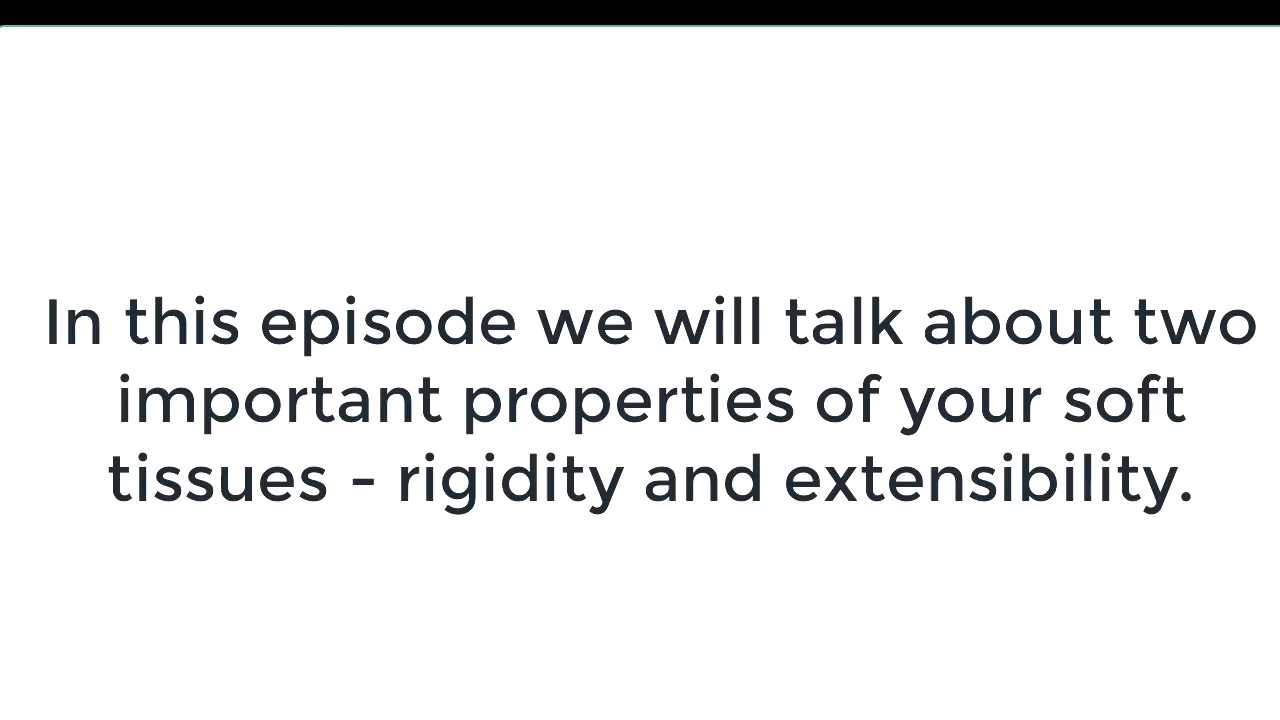 In this episode we will talk about two
important properties of your soft
tissues - rigidity and extensibility.